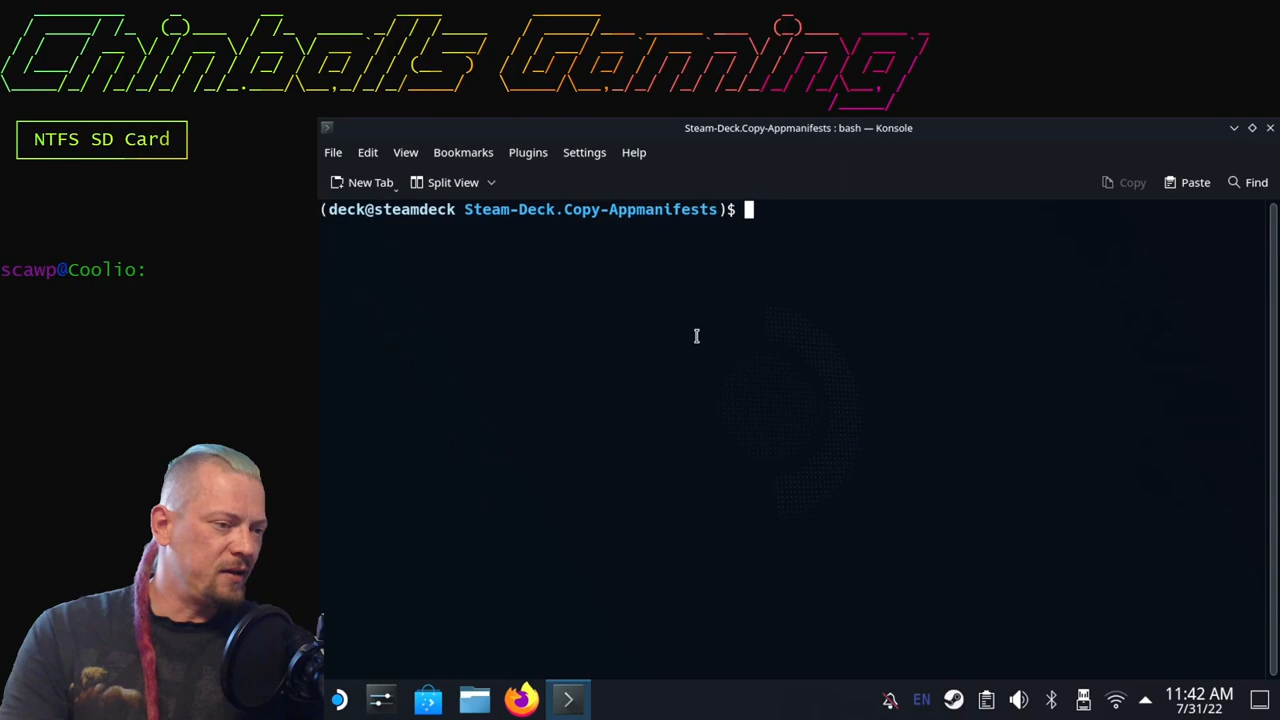 Chinballs Gaming
NTFS SD Card
Steam-Deck.Copy-Appmanifests : bash — Konsole
File Edit View Bookmarks Plugins Settings Help
New Tab Split View Copy Paste Find
(deck@steamdeck Steam-Deck.Copy-Appmanifests)$
scawp@Coolio:
EN 11:42 AM
7/31/22